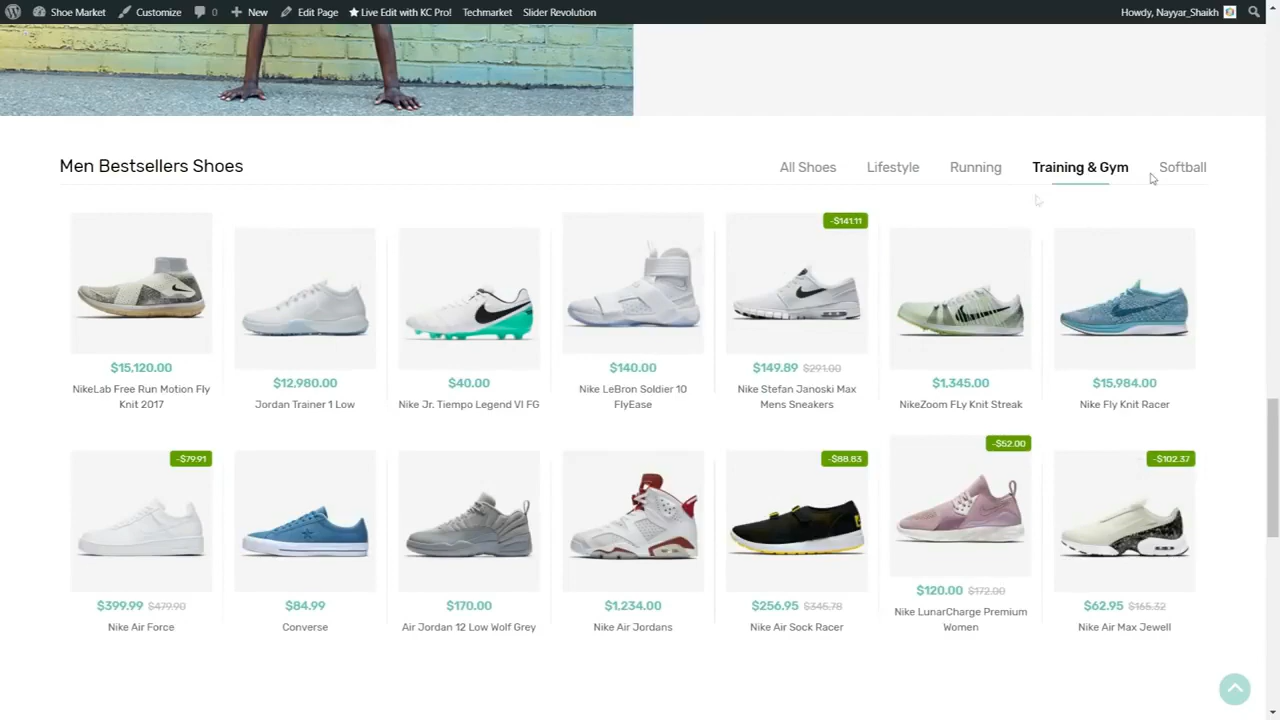 Shoe Market Customize 0 New Edit Page Live Edit with KC Pro! Techmarket Slider Revolution Howdy, Nayyar_Shaikh
Men Bestsellers Shoes All Shoes Lifestyle Running Training & Gym Softball
-$141.11
$15,120.00
NikeLab Free Run Motion Fly
Knit 2017
$12,980.00
Jordan Trainer 1 Low
$40.00
Nike Jr. Tiempo Legend VI FG
$140.00
Nike LeBron Soldier 10
FlyEase
$149.89 $291.00
Nike Stefan Janoski Max
Mens Sneakers
$1,345.00
NikeZoom FLy Knit Streak
$15,984.00
Nike Fly Knit Racer
-$79.91
$399.99 $479.90
Nike Air Force
$84.99
Converse
$170.00
Air Jordan 12 Low Wolf Grey
$1,234.00
Nike Air Jordans
-$88.83
$256.95 $345.78
Nike Air Sock Racer
-$52.00
$120.00 $172.00
Nike LunarCharge Premium
Women
-$102.37
$62.95 $165.32
Nike Air Max Jewell